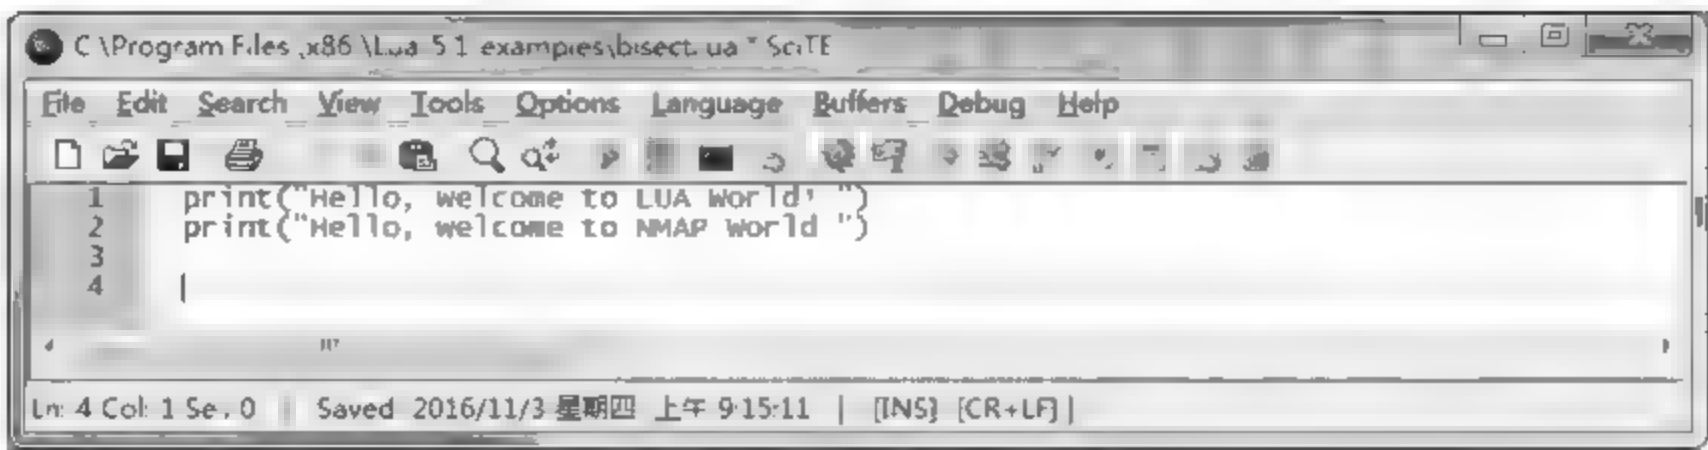 C:\Program Files (x86)\Lua\5.1\examples\bisect.lua * SciTE
File Edit Search View Tools Options Language Buffers Debug Help
1 print("Hello, welcome to LUA World! ")
2 print("Hello, welcome to NMAP World ")
3
4
Ln: 4 Col: 1 Sel: 0 | Saved 2016/11/3 星期四 上午 9:15:11 | [INS] [CR+LF] |